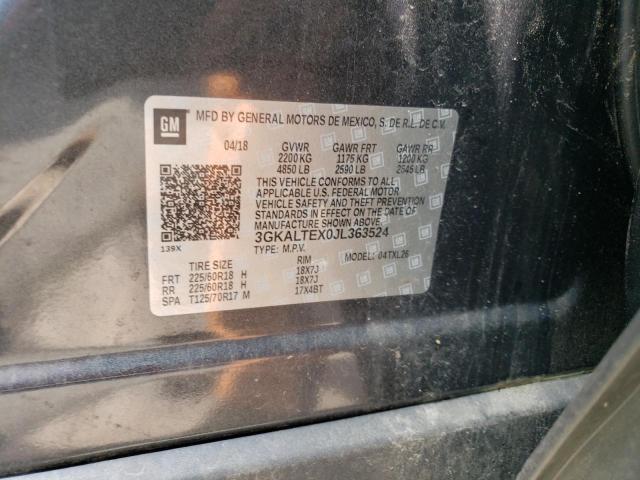 GM
MFD BY GENERAL MOTORS DE MEXICO, S. DE R.L. DE C.V.
04/18 GVWR GAWR FRT GAWR RR
2200 KG 1175 KG 1200 KG
4850 LB 2590 LB 2645 LB
THIS VEHICLE CONFORMS TO ALL
APPLICABLE U.S. FEDERAL MOTOR
VEHICLE SAFETY AND THEFT PREVENTION
STANDARDS IN EFFECT ON THE DATE OF
MANUFACTURE SHOWN ABOVE.
3GKALTEX0JL363524
139X TYPE: M.P.V. MODEL: 04TXL26
TIRE SIZE RIM
FRT 225/60R18 H 18X7J
RR 225/60R18 H 18X7J
SPA T125/70R17 M 17X4BT